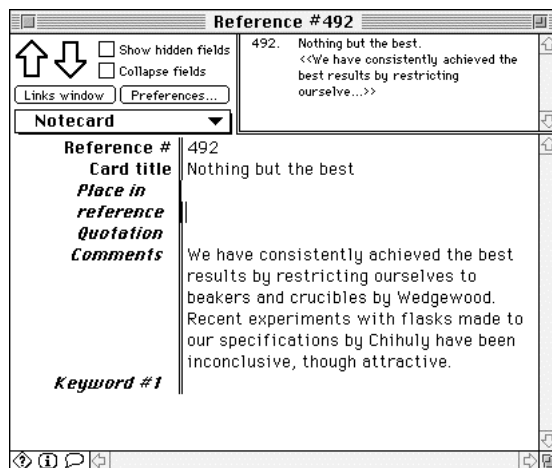 Reference #492
Show hidden fields
Collapse fields
Links window
Preferences...
Notecard
492. Nothing but the best.
<<We have consistently achieved the
best results by restricting
ourselve...>>
Reference # 492
Card title Nothing but the best
Place in
reference
Quotation
Comments We have consistently achieved the best
results by restricting ourselves to
beakers and crucibles by Wedgewood.
Recent experiments with flasks made to
our specifications by Chihuly have been
inconclusive, though attractive.
Keyword #1